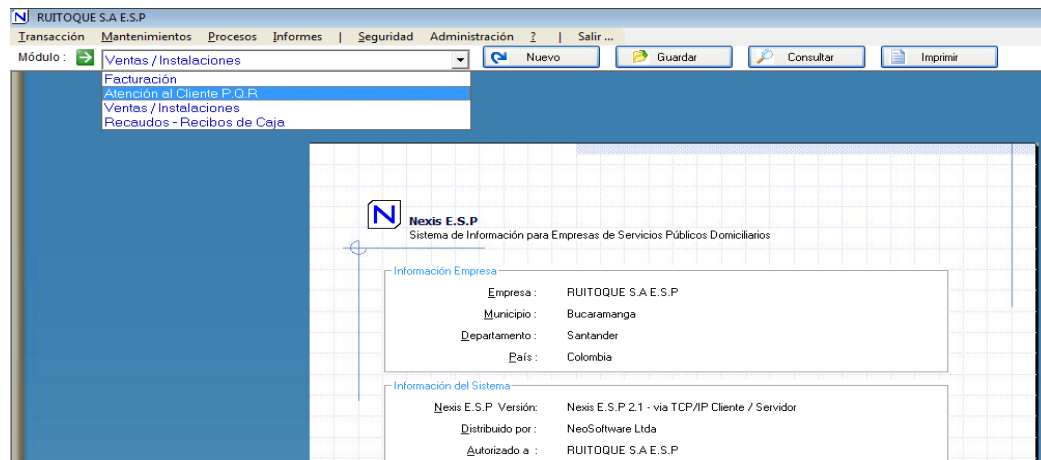 RUITOQUE S.A E.S.P
Transacción Mantenimientos Procesos Informes | Seguridad Administración ? | Salir ...
Módulo : Ventas / Instalaciones Nuevo Guardar Consultar Imprimir
Facturación
Atención al Cliente P.Q.R
Ventas / Instalaciones
Recaudos - Recibos de Caja
Nexis E.S.P
Sistema de Información para Empresas de Servicios Públicos Domiciliarios
Información Empresa
Empresa : RUITOQUE S.A E.S.P
Municipio : Bucaramanga
Departamento : Santander
País : Colombia
Información del Sistema
Nexis E.S.P Versión: Nexis E.S.P 2.1 - via TCP/IP Cliente / Servidor
Distribuido por : NeoSoftware Ltda
Autorizado a : RUITOQUE S.A E.S.P